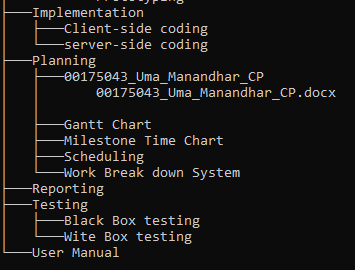 Implementation
Client-side coding
server-side coding
Planning
00175043_Uma_Manandhar_CP
00175043_Uma_Manandhar_CP.docx
Gantt Chart
Milestone Time Chart
Scheduling
Work Break down System
Reporting
Testing
Black Box testing
Wite Box testing
User Manual